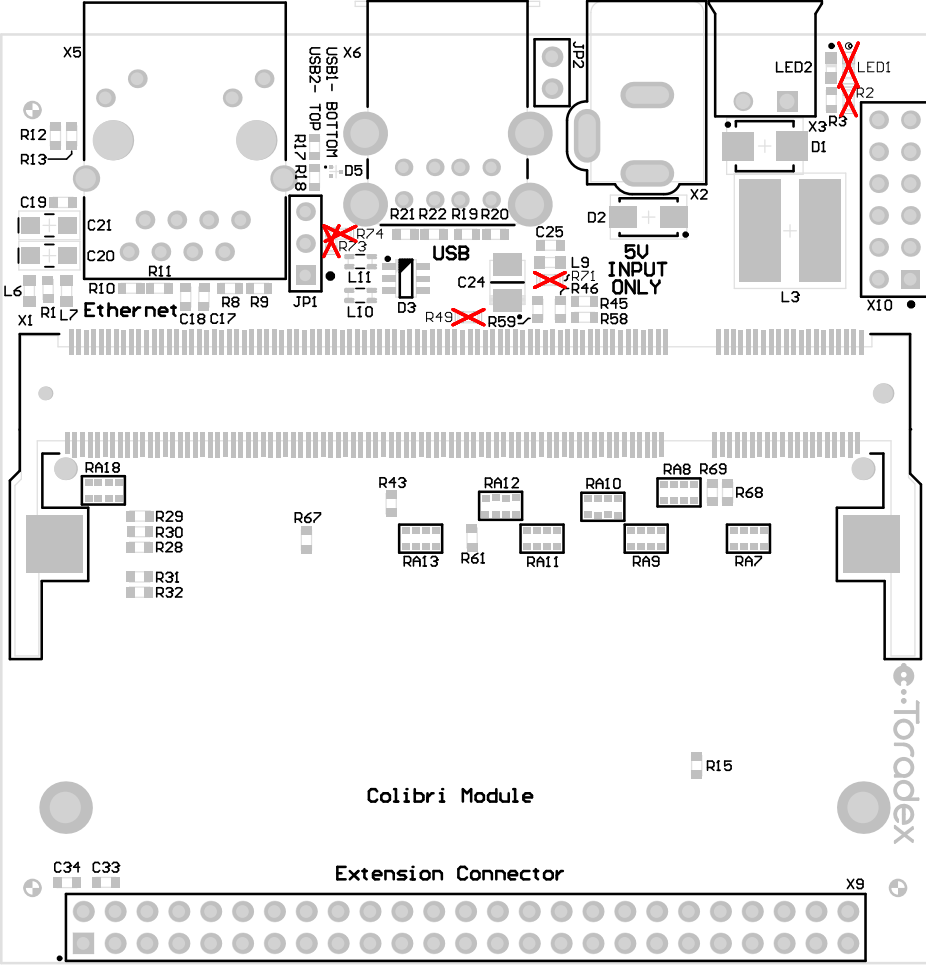 X5
USB2- TOP
USB1- BOTTOM
X6
JP2
LED2
LED1
R2
R3
R12
R13
R17
R18
D5
X3
D1
C19
C21
C20
R21 R22 R19 R20
X2
D2
R74
R73
USB
C25
5V
INPUT
ONLY
L6
R1
L7
R10
R11
R8 R9
Ethernet
C18 C17
JP1
L11
L10
D3
C24
L9
R71
R46
R45
R58
R49
R59
L3
X10
X1
RA18
R29
R30
R28
R31
R32
R67
R43
RA13
RA12
R61
RA11
RA10
RA9
RA8
R69
R68
RA7
Toradex
R15
Colibri Module
Extension Connector
C34 C33
X9